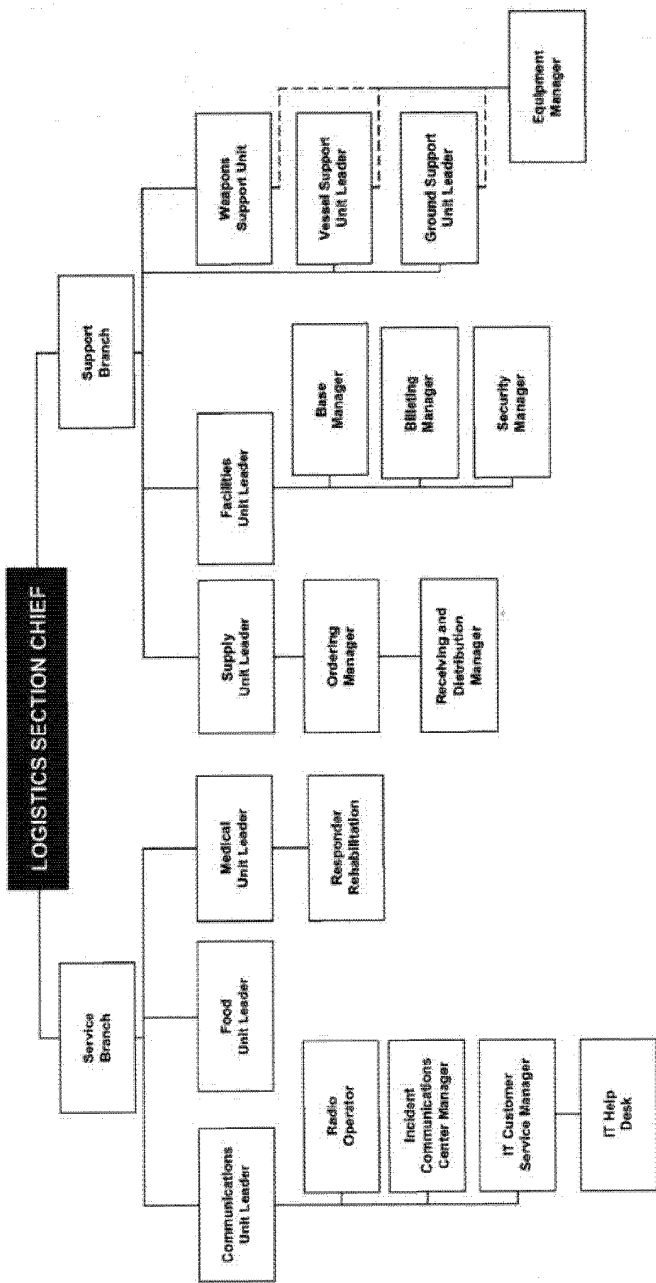 LOGISTICS SECTION CHIEF
Service
Branch
Support
Branch
Communications
Unit Leader
Food
Unit Leader
Medical
Unit Leader
Supply
Unit Leader
Facilities
Unit Leader
Weapons
Support Unit
Radio
Operator
Incident
Communications
Center Manager
IT Customer
Service Manager
IT Help
Desk
Responder
Rehabilitation
Ordering
Manager
Receiving and
Distribution
Manager
Base
Manager
Billeting
Manager
Security
Manager
Vessel Support
Unit Leader
Ground Support
Unit Leader
Equipment
Manager